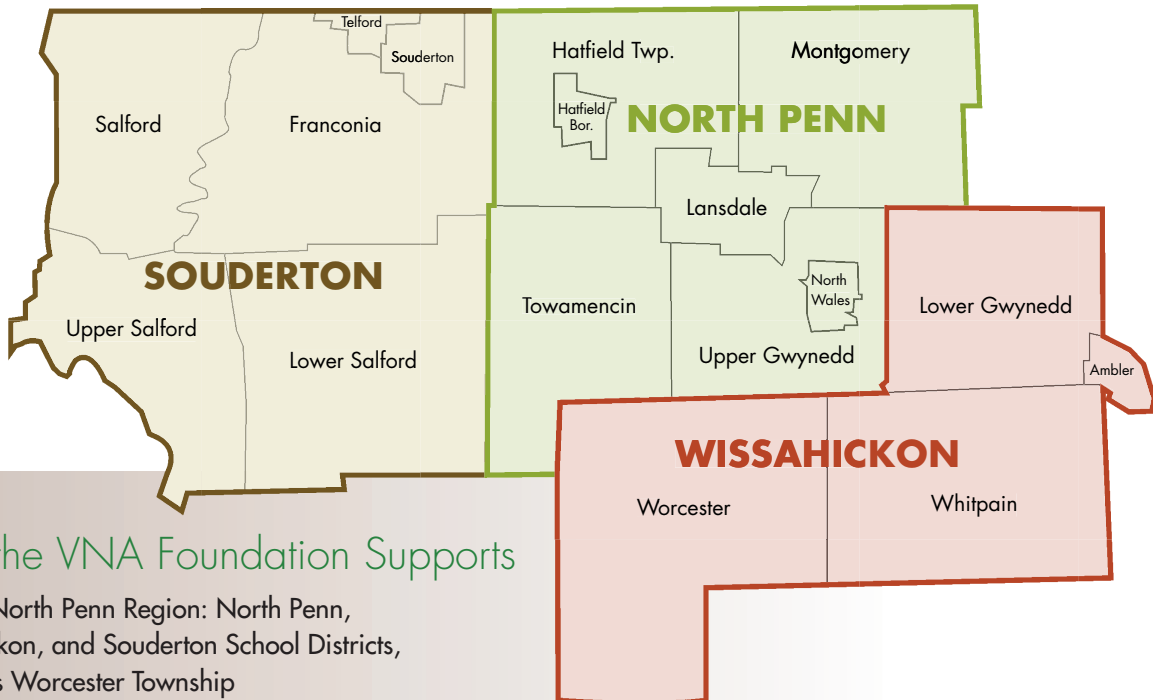 Telford
Souderton
Hatfield Twp.
Montgomery
Hatfield
Bor.
NORTH PENN
Salford
Franconia
Lansdale
SOUDERTON
North
Wales
Towamencin
Lower Gwynedd
Upper Salford
Lower Salford
Upper Gwynedd
Ambler
WISSAHICKON
Worcester
Whitpain
the VNA Foundation Supports
North Penn Region: North Penn,
kon, and Souderton School Districts,
s Worcester Township